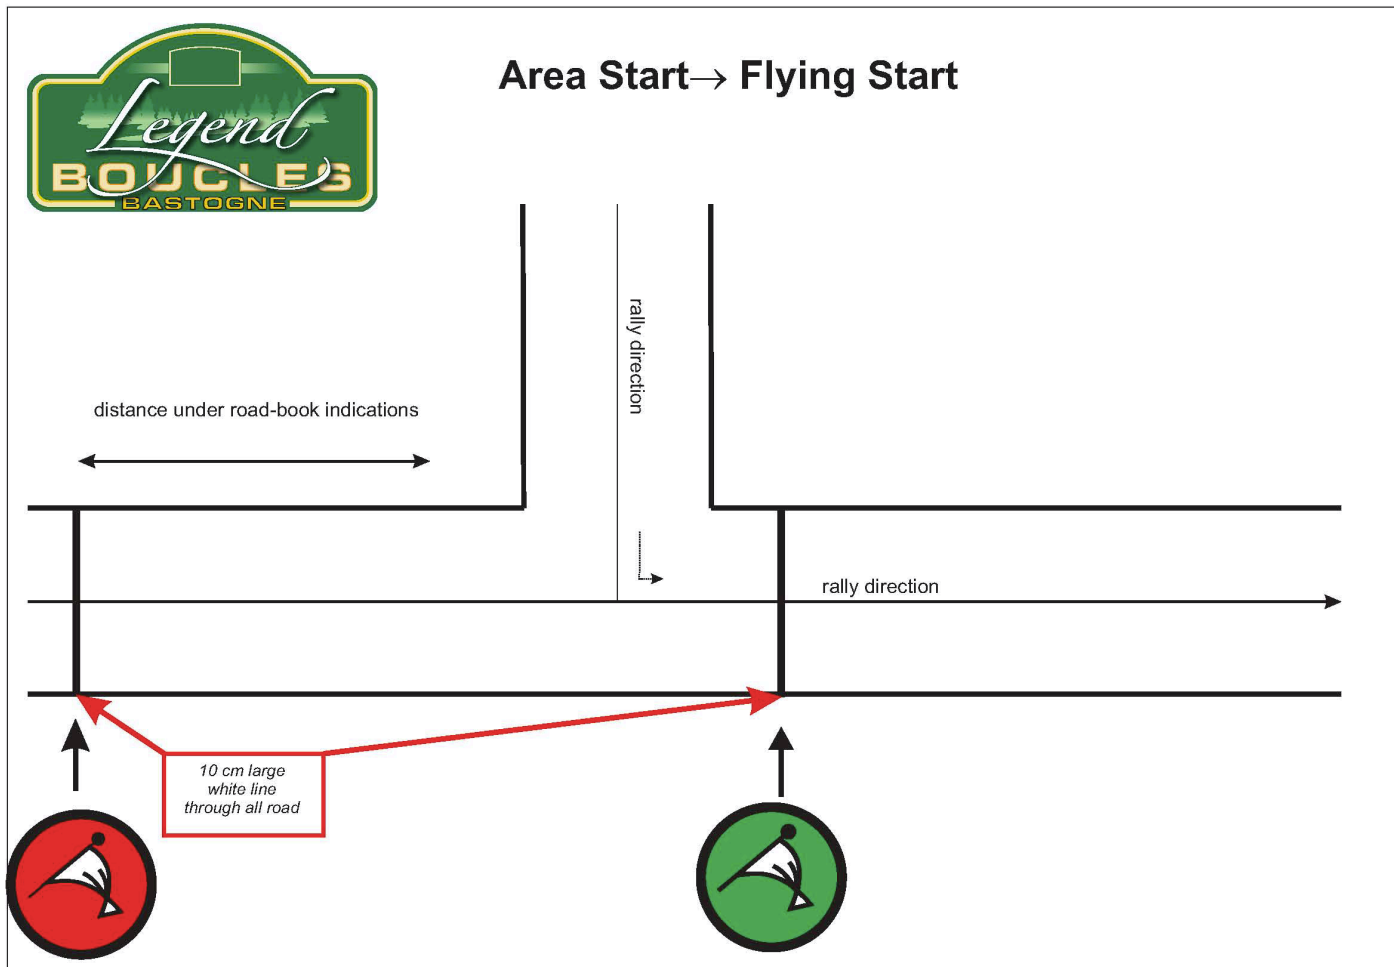 Legend
BOUCLES
BASTOGNE
Area Start→ Flying Start
rally direction
distance under road-book indications
rally direction
10 cm large
white line
through all road